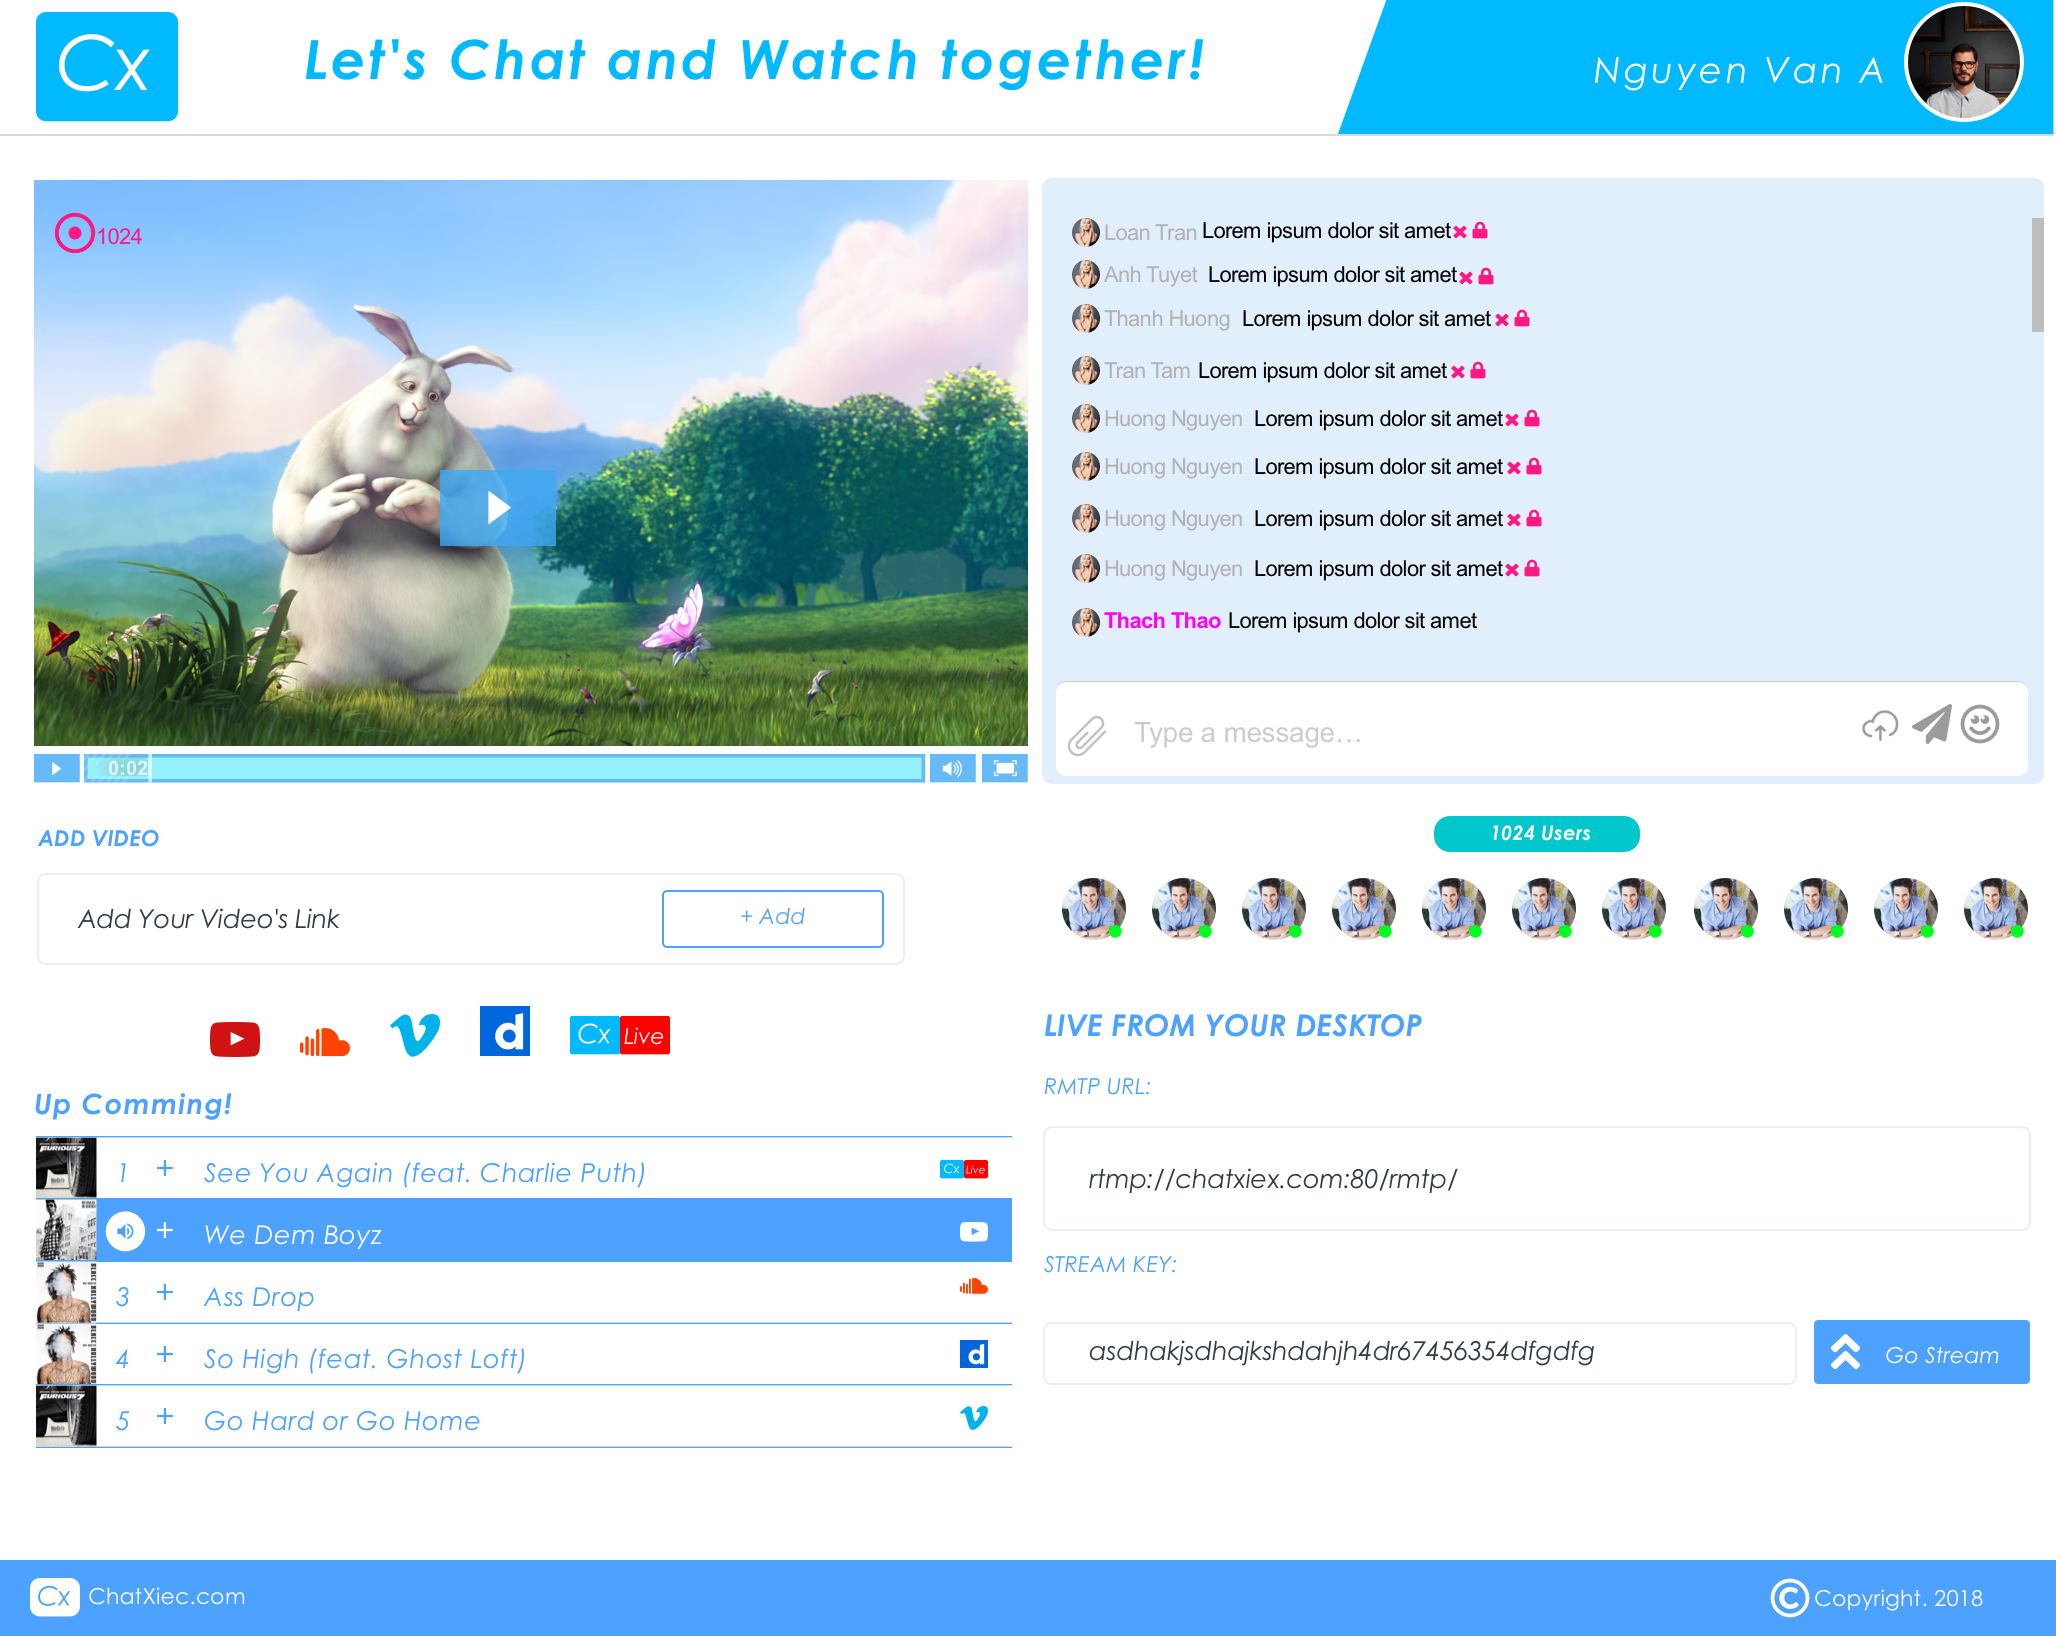 Cx
Let's Chat and Watch together!
Nguyen Van A
1024
0:02
Loan Tran Lorem ipsum dolor sit amet
Anh Tuyet Lorem ipsum dolor sit amet
Thanh Huong Lorem ipsum dolor sit amet
Tran Tam Lorem ipsum dolor sit amet
Huong Nguyen Lorem ipsum dolor sit amet
Huong Nguyen Lorem ipsum dolor sit amet
Huong Nguyen Lorem ipsum dolor sit amet
Huong Nguyen Lorem ipsum dolor sit amet
Thach Thao Lorem ipsum dolor sit amet
Type a message…
ADD VIDEO
Add Your Video's Link
+ Add
d
Cx Live
Up Comming!
FURIOUS 7
1 + See You Again (feat. Charlie Puth)
Cx Live
+ We Dem Boyz
3 + Ass Drop
4 + So High (feat. Ghost Loft)
d
FURIOUS 7
5 + Go Hard or Go Home
1024 Users
LIVE FROM YOUR DESKTOP
RMTP URL:
rtmp://chatxiex.com:80/rmtp/
STREAM KEY:
asdhakjsdhajkshdahjh4dr67456354dfgdfg
Go Stream
Cx ChatXiec.com
© Copyright. 2018